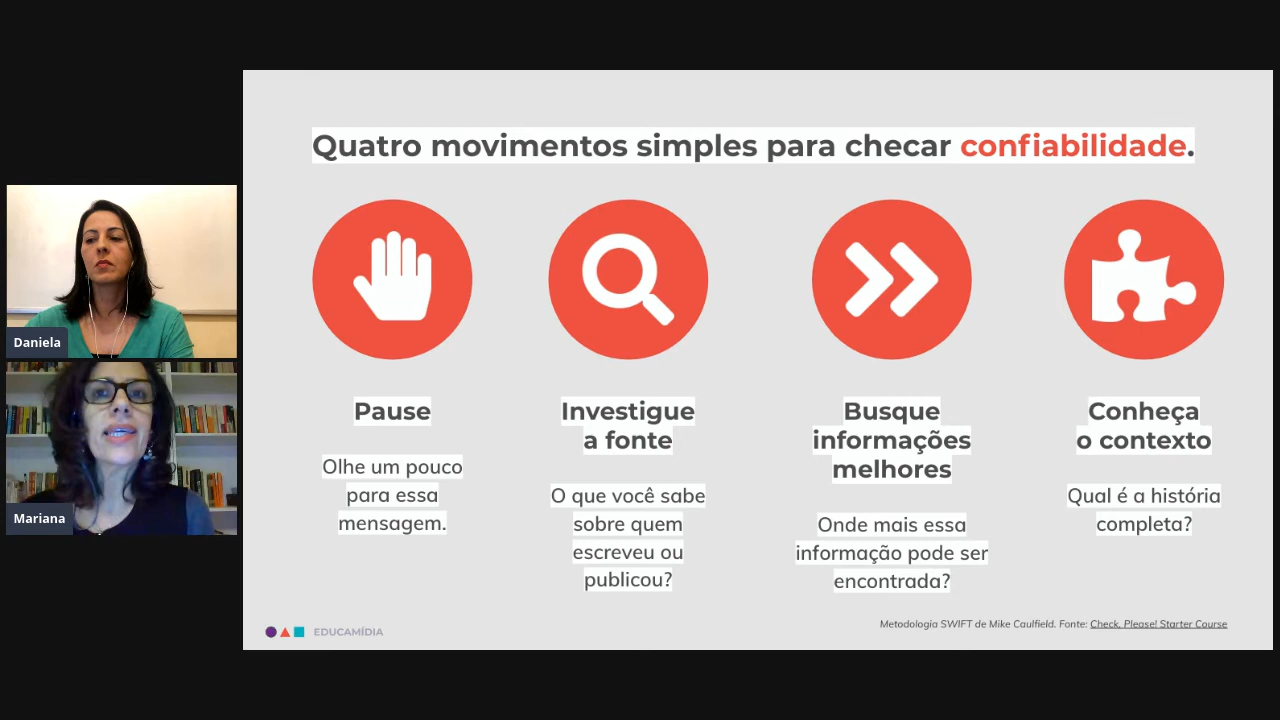 Quatro movimentos simples para checar confiabilidade.
Pause
Olhe um pouco
para essa
mensagem.
Investigue
a fonte
O que você sabe
sobre quem
escreveu ou
publicou?
Busque
informações
melhores
Onde mais essa
informação pode ser
encontrada?
Conheça
o contexto
Qual é a história
completa?
Daniela
Mariana
EDUCAMÍDIA
Metodologia SWIFT de Mike Caulfield. Fonte: Check, Please! Starter Course